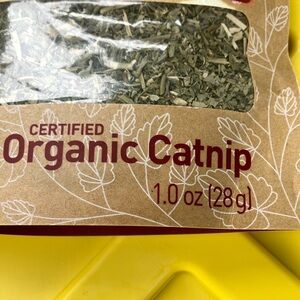 CERTIFIED
Organic Catnip
1.0 oz (28g)